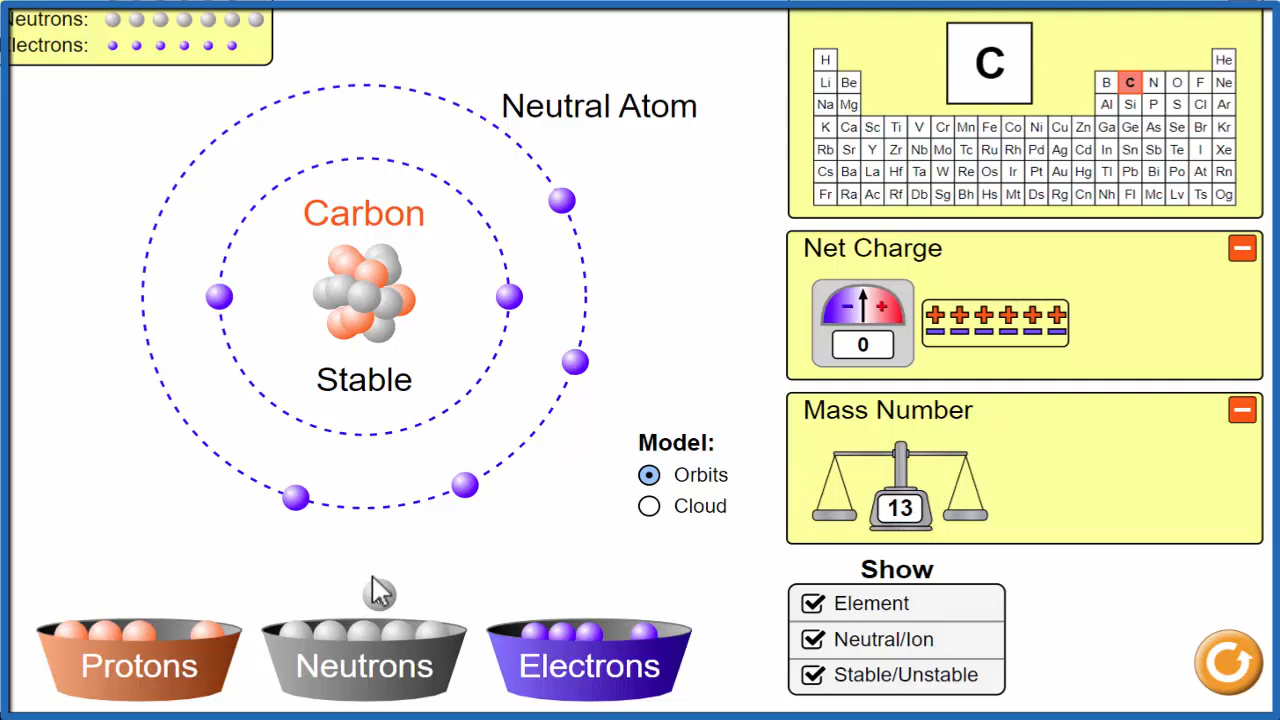 eutrons:
lectrons:
Neutral Atom
Carbon
Stable
Model:
Orbits
Cloud
Protons
Neutrons
Electrons
C
H He
Li Be B C N O F Ne
Na Mg Al Si P S Cl Ar
K Ca Sc Ti V Cr Mn Fe Co Ni Cu Zn Ga Ge As Se Br Kr
Rb Sr Y Zr Nb Mo Tc Ru Rh Pd Ag Cd In Sn Sb Te I Xe
Cs Ba La Hf Ta W Re Os Ir Pt Au Hg Tl Pb Bi Po At Rn
Fr Ra Ac Rf Db Sg Bh Hs Mt Ds Rg Cn Nh Fl Mc Lv Ts Og
Net Charge
− +
0
+ + + + + +
− − − − − −
Mass Number
13
Show
Element
Neutral/Ion
Stable/Unstable